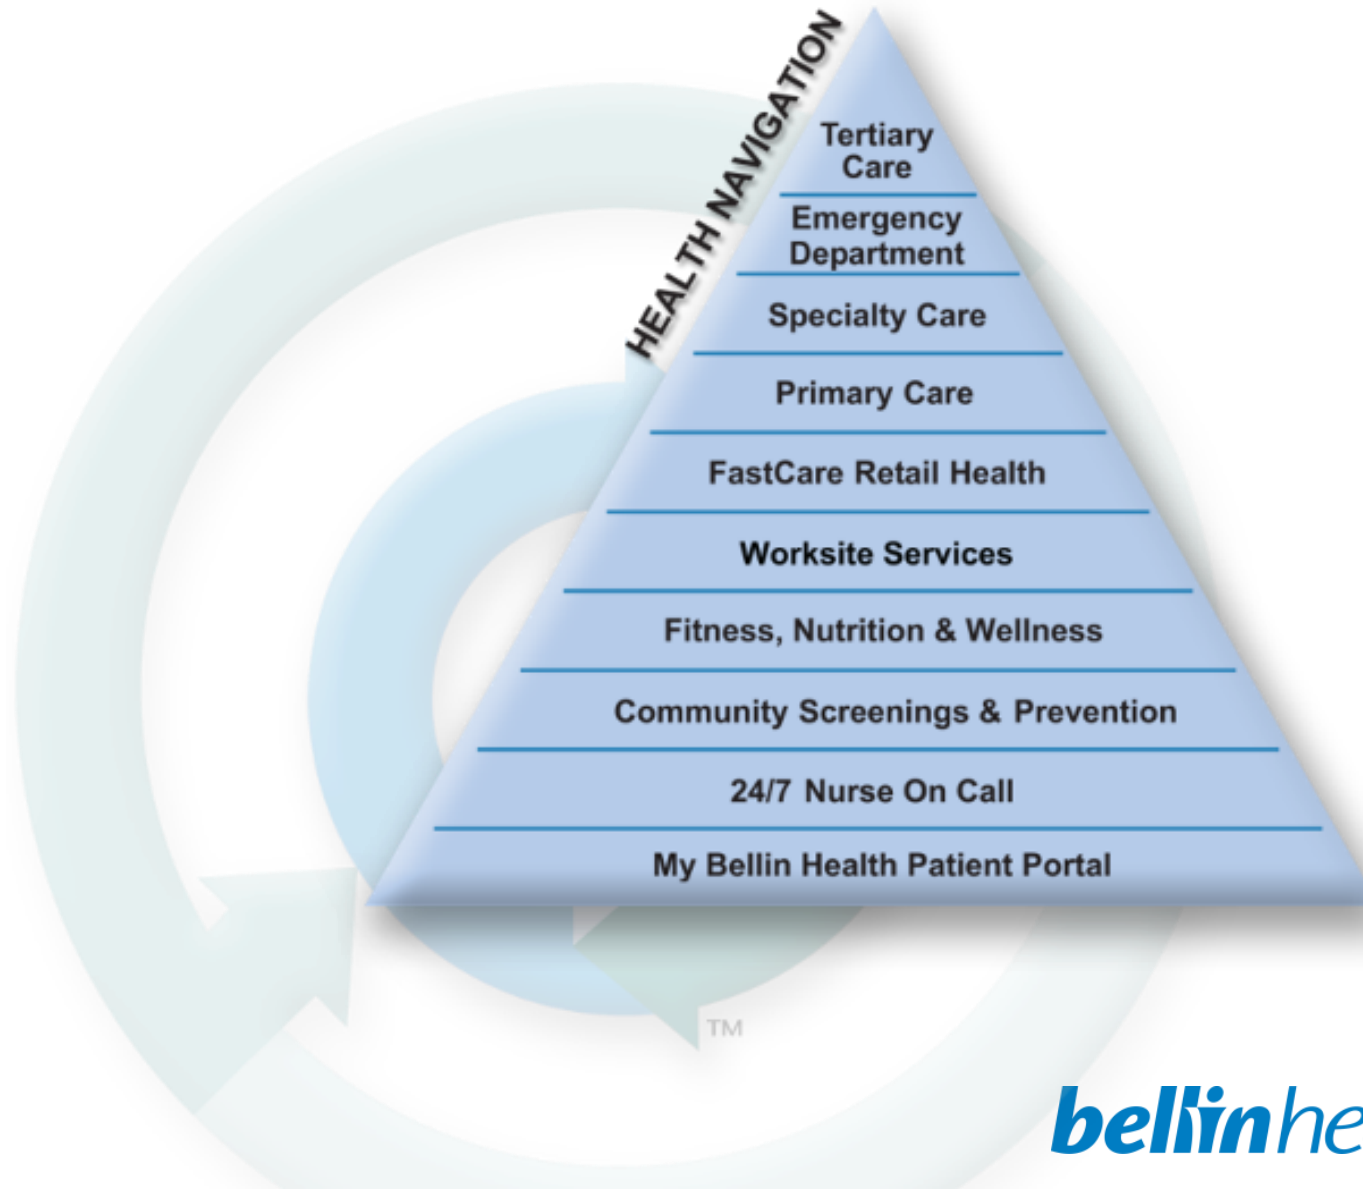 HEALTH NAVIGATION
Tertiary
Care
Emergency
Department
Specialty Care
Primary Care
FastCare Retail Health
Worksite Services
Fitness, Nutrition & Wellness
Community Screenings & Prevention
24/7 Nurse On Call
My Bellin Health Patient Portal
TM
bellinhe